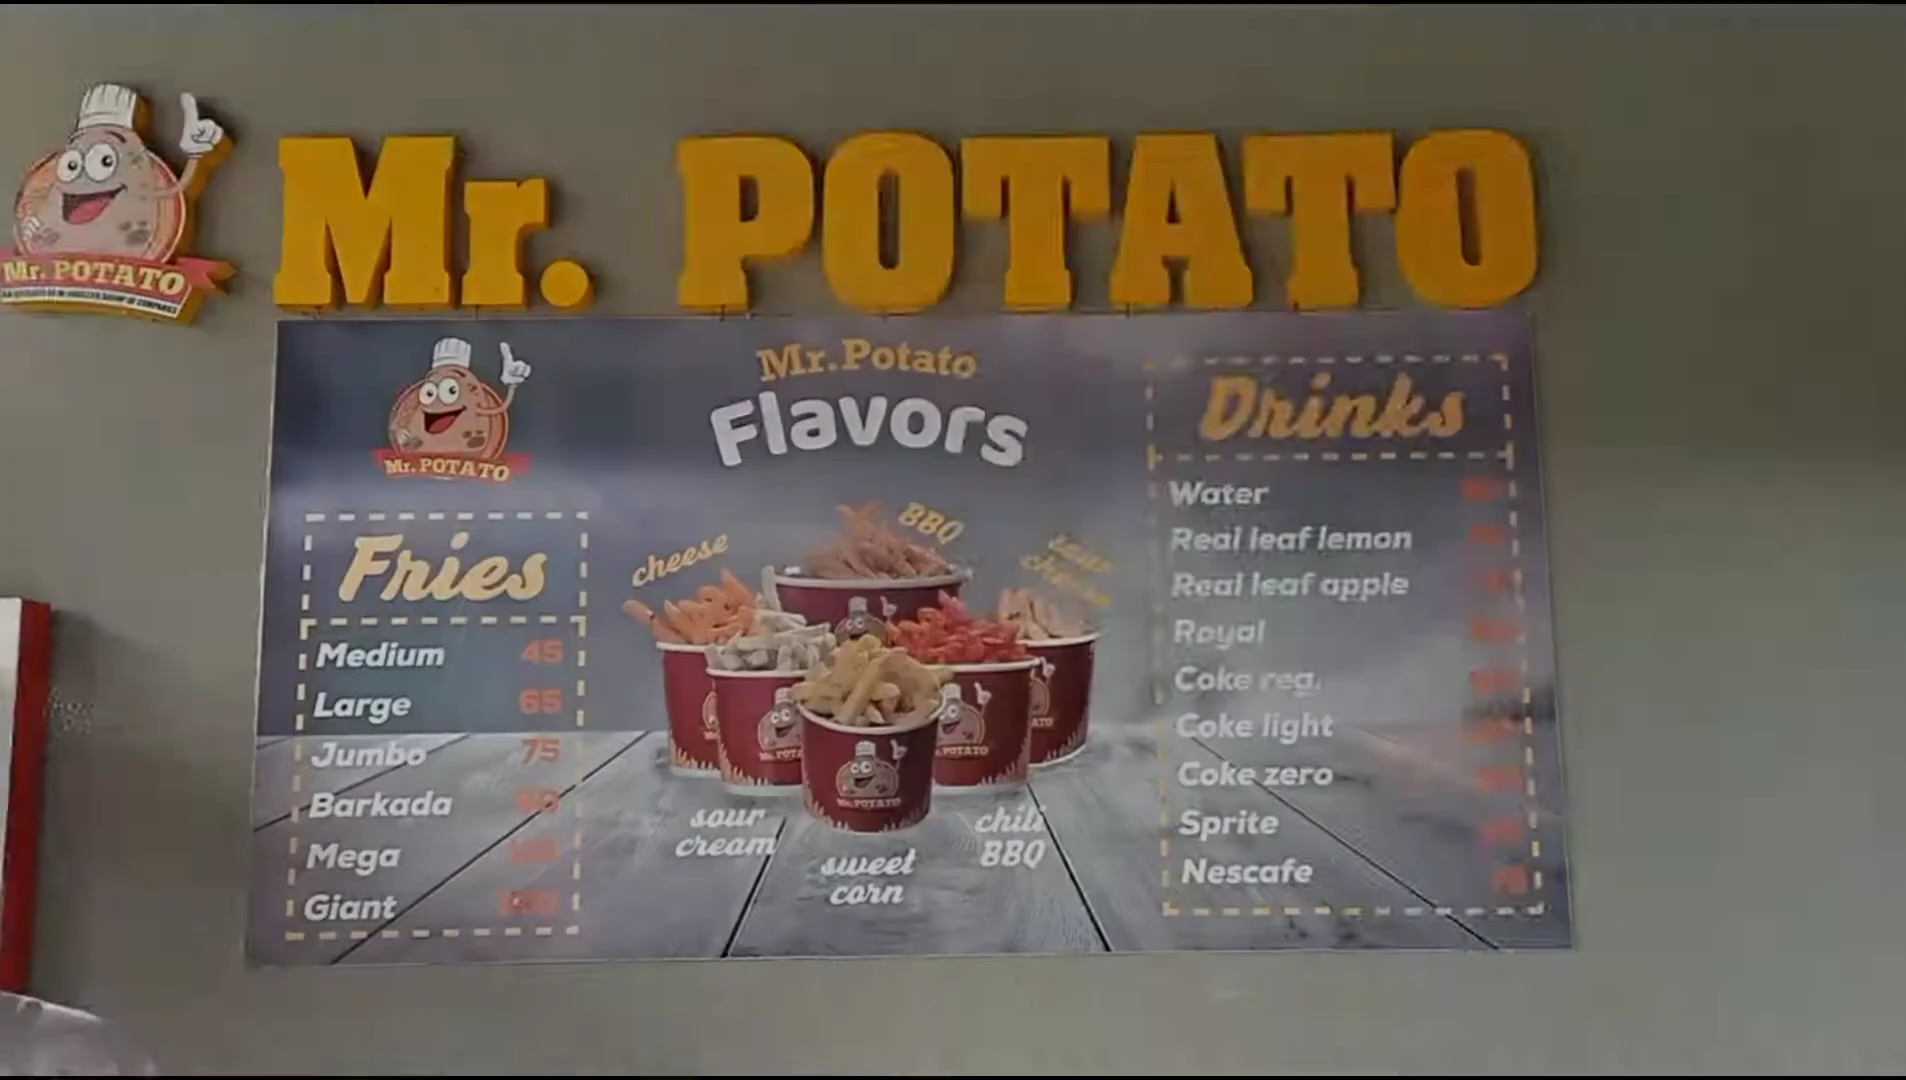 Mr. POTATO
Mr. POTATO
Mr. POTATO
Mr. Potato
Flavors
cheese
BBQ
sour
cream
sweet
corn
chili
BBQ
Fries
Medium 45
Large 65
Jumbo 75
Barkada
Mega
Giant
Drinks
Water
Real leaf lemon
Real leaf apple
Royal
Coke reg.
Coke light
Coke zero
Sprite
Nescafe
Mr. POTATO